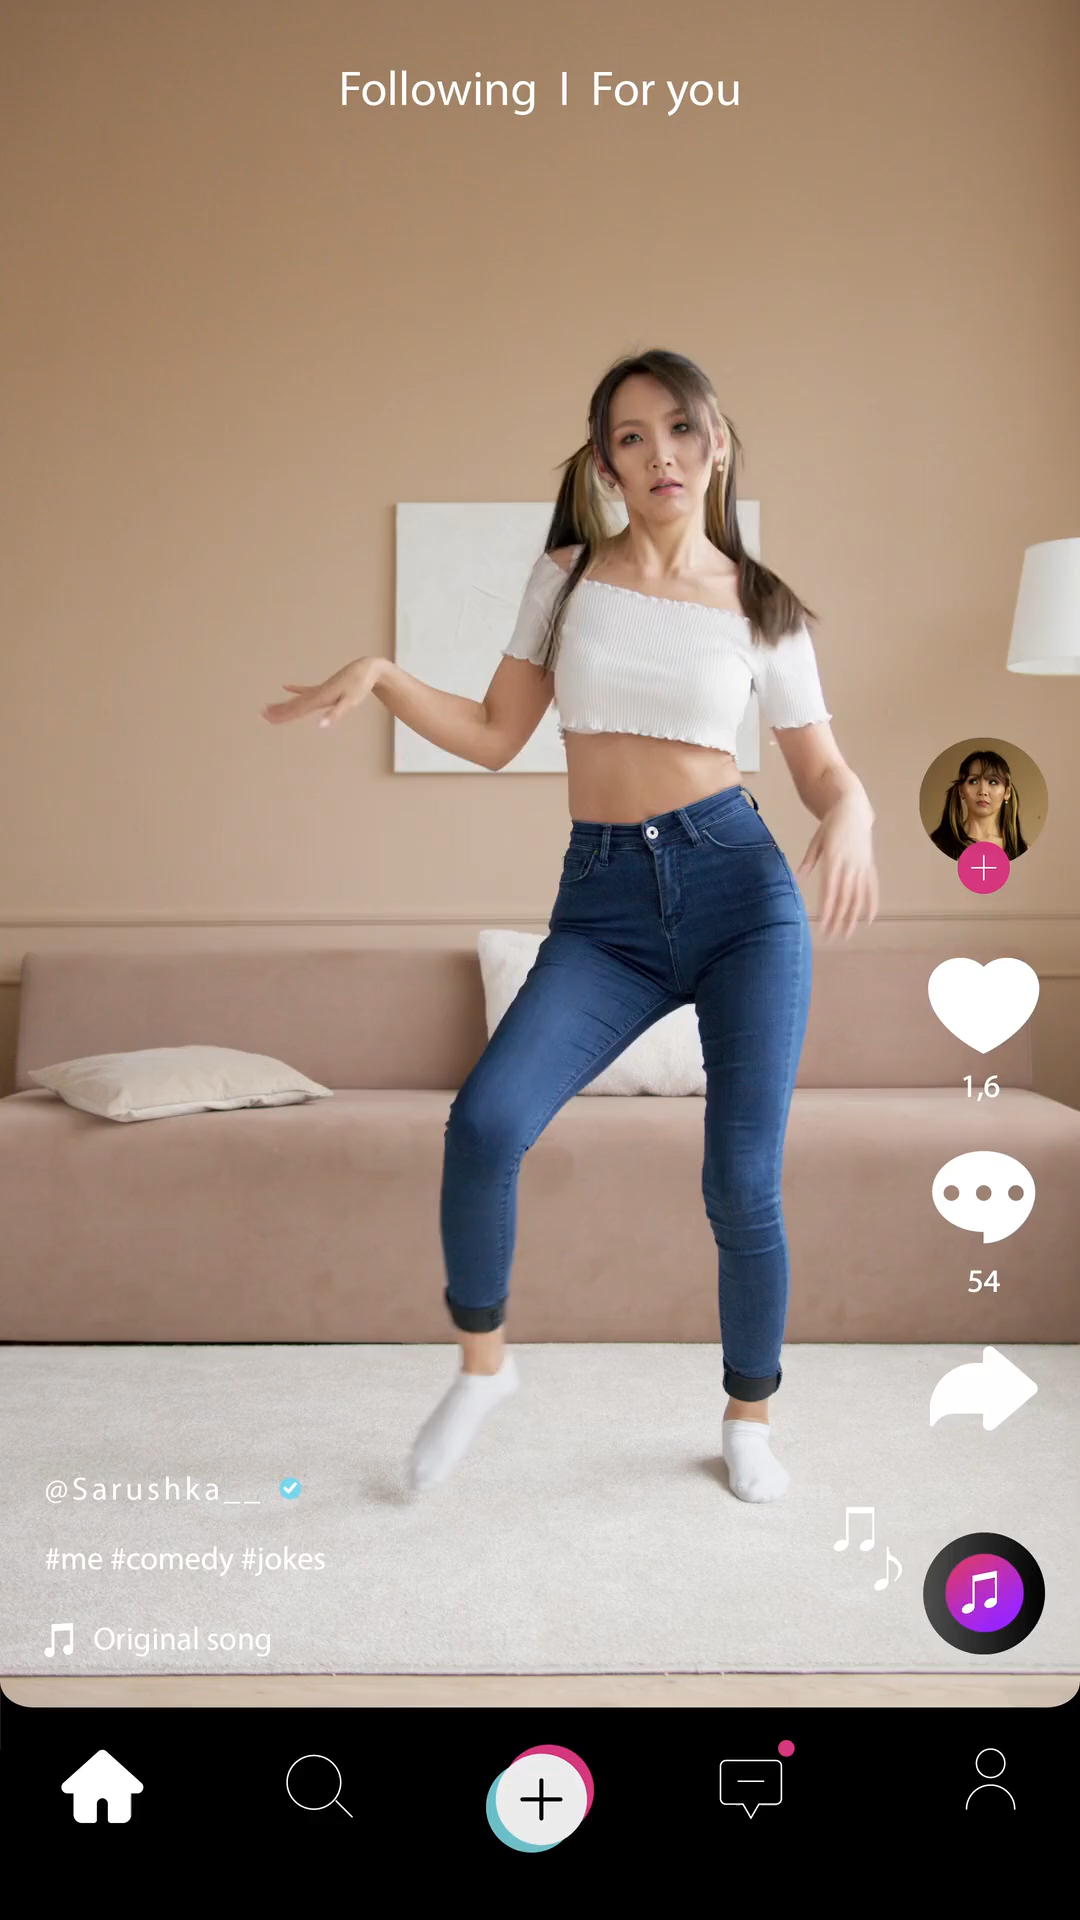 Following | For you
1,6
54
@Sarushka__
#me #comedy #jokes
Original song